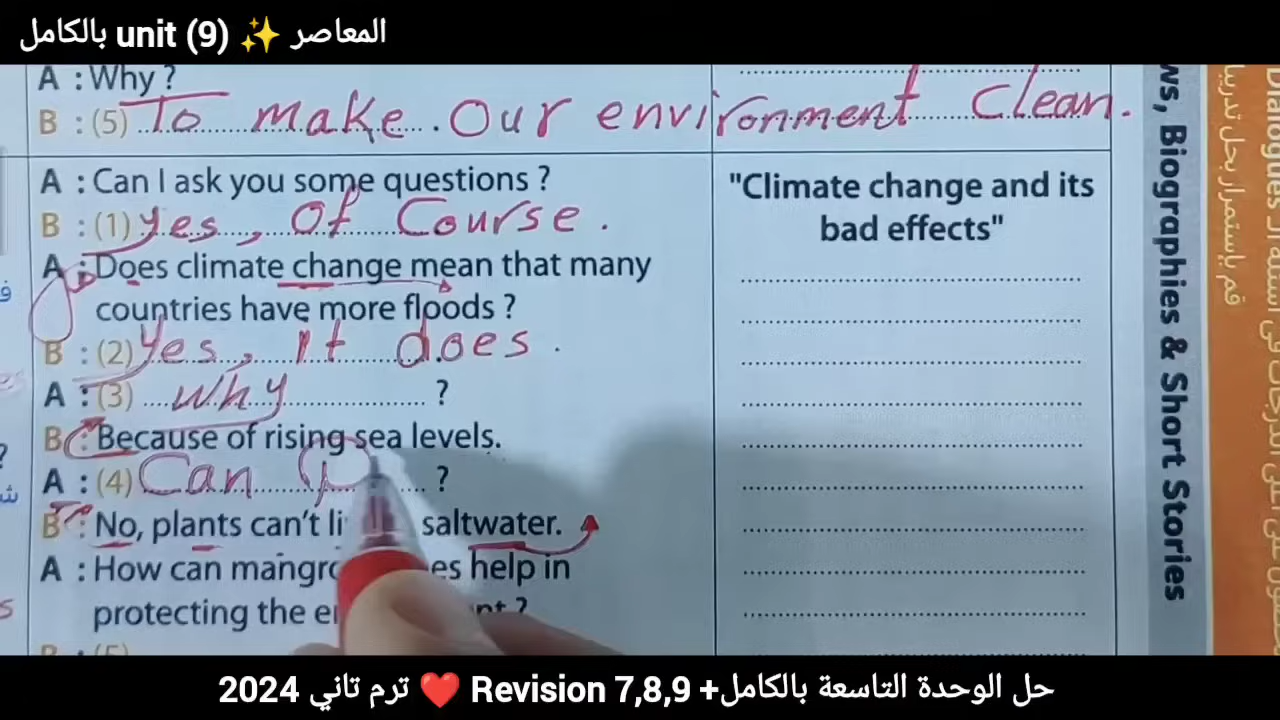 المعاصر ✨ unit (9) بالكامل
A : Why ?
B : (5) To make our environment clean.
A : Can I ask you some questions ?
B : (1) yes, of course.
A : Does climate change mean that many
countries have more floods ?
B : (2) Yes, it does.
A : (3) why ?
B : Because of rising sea levels.
A : (4) Can ?
B : No, plants can't saltwater.
A : How can help in
protecting the ?
"Climate change and its
bad effects"
ws, Biographies & Short Stories
Dialogues
حل الوحدة التاسعة بالكامل+ Revision 7,8,9 ❤️ ترم تاني 2024